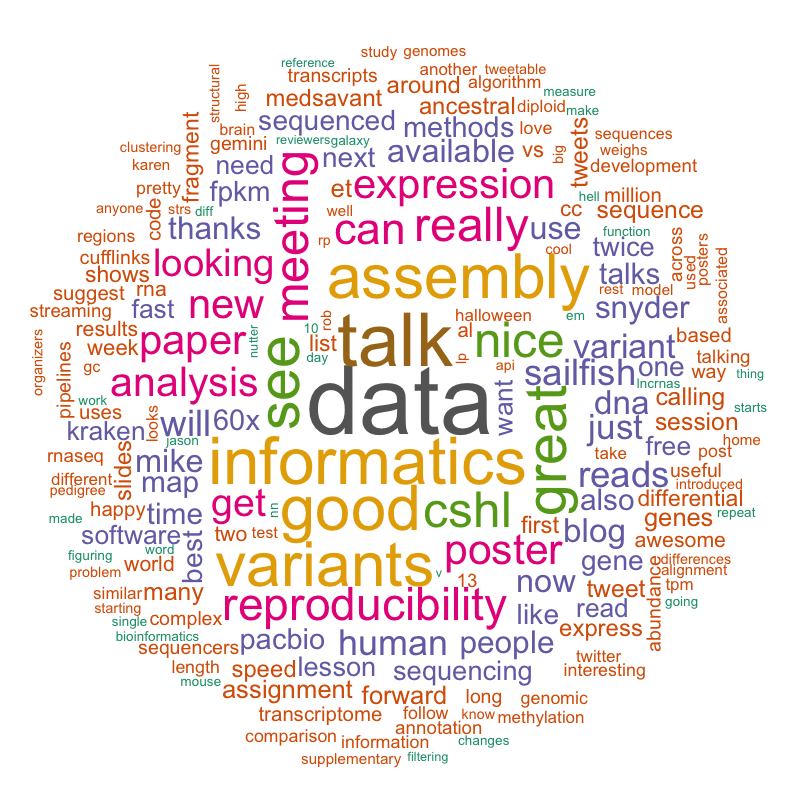 reference
study
genomes
transcripts
another
tweetable
structural
high
medsavant
around
algorithm
measure
ancestral
diploid
make
fragment
brain
sequenced
methods
love
tweets
sequences
clustering
gemini
reviewers
galaxy
available
vs
big
weighs
karen
need
meeting
next
development
pretty
fpkm
et
expression
hell
million
anyone
strs
diff
thanks
well
can
really
use
cc
sequence
code
regions
rp
cool
function
twice
across
used
posters
associated
cufflinks
looking
assembly
talks
rest
model
shows
rna
suggest
fast
new
halloween
em
snyder
streaming
results
10
rob
talk
al
nice
variant
based
organizers
week
paper
nutter
day
list
lp
api
sailfish
one
talking
pipelines
gc
analysis
see
data
want
lncrnas
way
thing
work
uses
looks
will
60x
great
dna
calling
starts
kraken
jason
just
session
home
rnaseq
mike
informatics
free
take
post
different
slides
map
get
reads
useful
pedigree
introduced
happy
time
good
cshl
also
differential
made
nn
first
genes
repeat
software
two
test
blog
awesome
figuring
word
best
variants
v
poster
gene
abundance
differences
problem
world
13
now
alignment
similar
many
tweet
tpm
starting
reproducibility
like
read
going
single
complex
express
bioinformatics
pacbio
human
people
twitter
sequencers
length
speed
lesson
sequencing
interesting
mouse
assignment
forward
long
genomic
transcriptome
follow
know
methylation
annotation
comparison
information
changes
supplementary
filtering